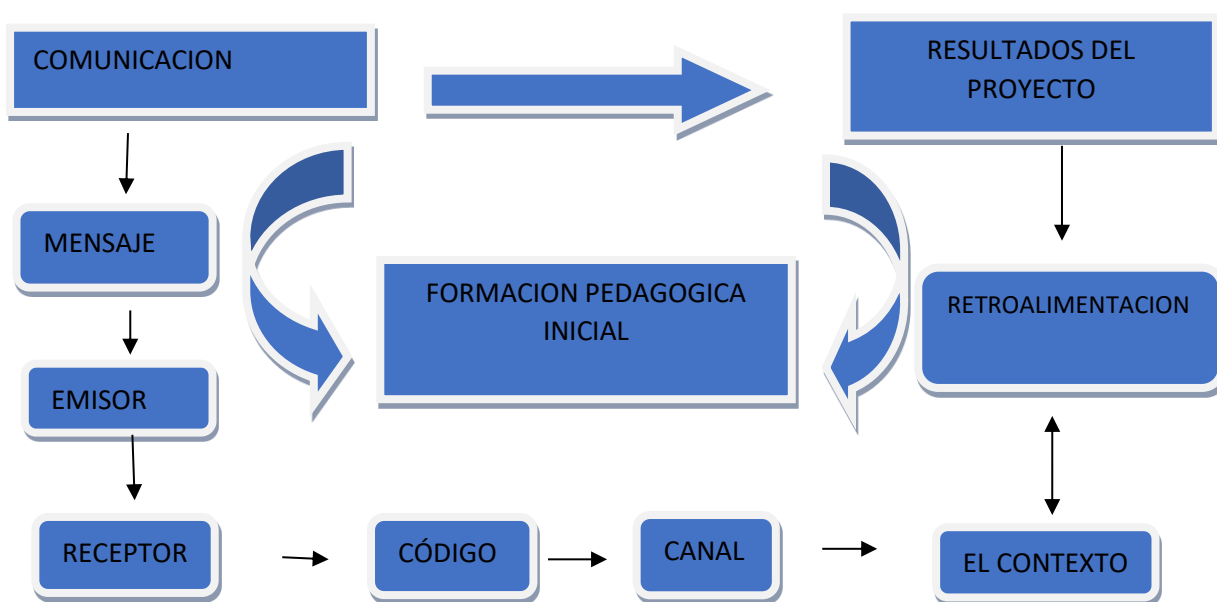 COMUNICACION
RESULTADOS DEL
PROYECTO
MENSAJE
FORMACION PEDAGOGICA
INICIAL
RETROALIMENTACION
EMISOR
RECEPTOR
CÓDIGO
CANAL
EL CONTEXTO